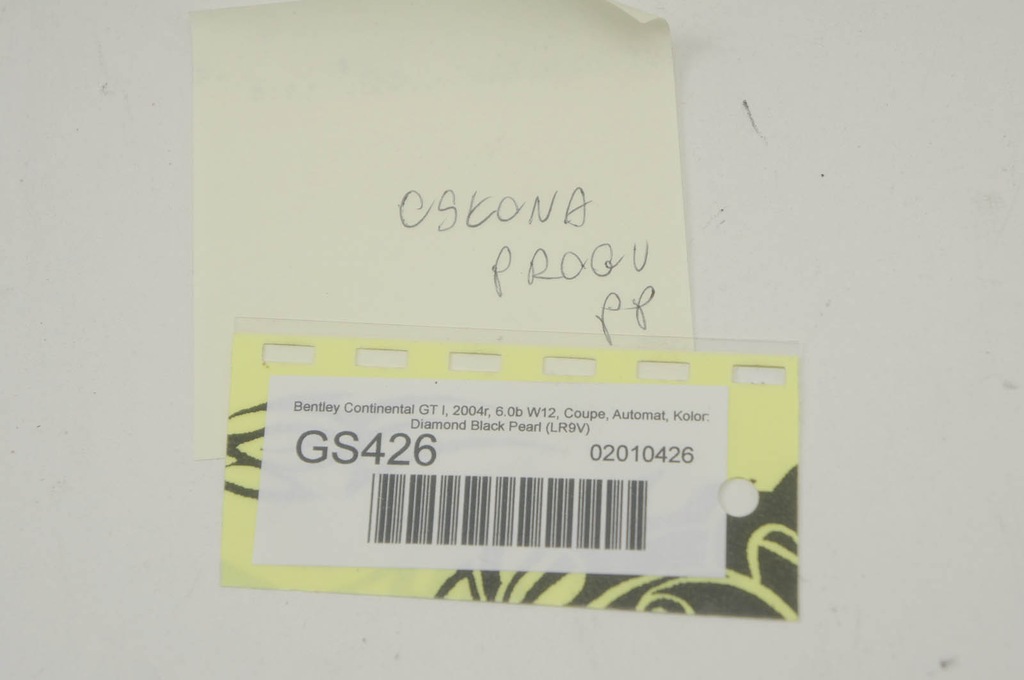 OSŁONA
PROGU
PP
Bentley Continental GT I, 2004r, 6.0b W12, Coupe, Automat, Kolor:
Diamond Black Pearl (LR9V)
GS426 02010426